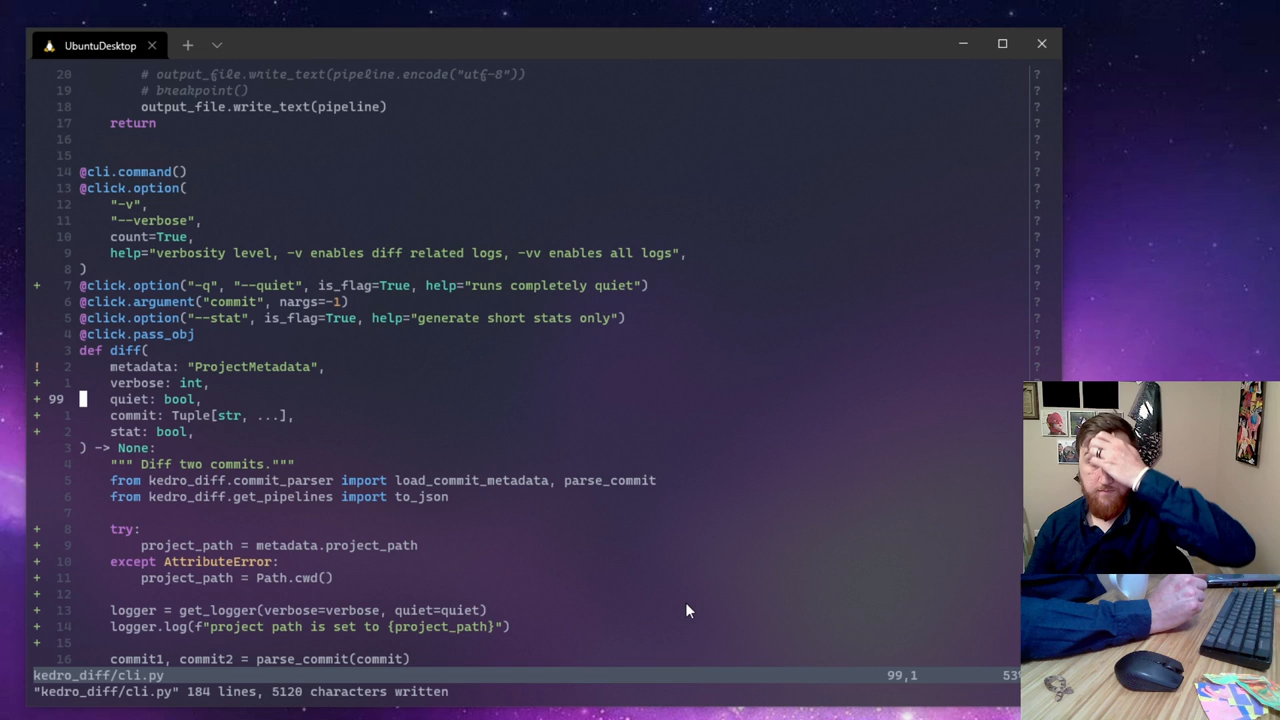 UbuntuDesktop
20 # output_file.write_text(pipeline.encode("utf-8"))
19 # breakpoint()
18 output_file.write_text(pipeline)
17 return
16
15
14 @cli.command()
13 @click.option(
12 "-v",
11 "--verbose",
10 count=True,
9 help="verbosity level, -v enables diff related logs, -vv enables all logs",
8 )
+ 7 @click.option("-q", "--quiet", is_flag=True, help="runs completely quiet")
6 @click.argument("commit", nargs=-1)
5 @click.option("--stat", is_flag=True, help="generate short stats only")
4 @click.pass_obj
3 def diff(
! 2 metadata: "ProjectMetadata",
+ 1 verbose: int,
+ 99 quiet: bool,
+ 1 commit: Tuple[str, ...],
+ 2 stat: bool,
3 ) -> None:
4 """ Diff two commits."""
5 from kedro_diff.commit_parser import load_commit_metadata, parse_commit
6 from kedro_diff.get_pipelines import to_json
7
+ 8 try:
+ 9 project_path = metadata.project_path
+ 10 except AttributeError:
+ 11 project_path = Path.cwd()
+ 12
+ 13 logger = get_logger(verbose=verbose, quiet=quiet)
+ 14 logger.log(f"project path is set to {project_path}")
+ 15
16 commit1, commit2 = parse_commit(commit)
kedro_diff/cli.py 99,1 53%
"kedro_diff/cli.py" 184 lines, 5120 characters written